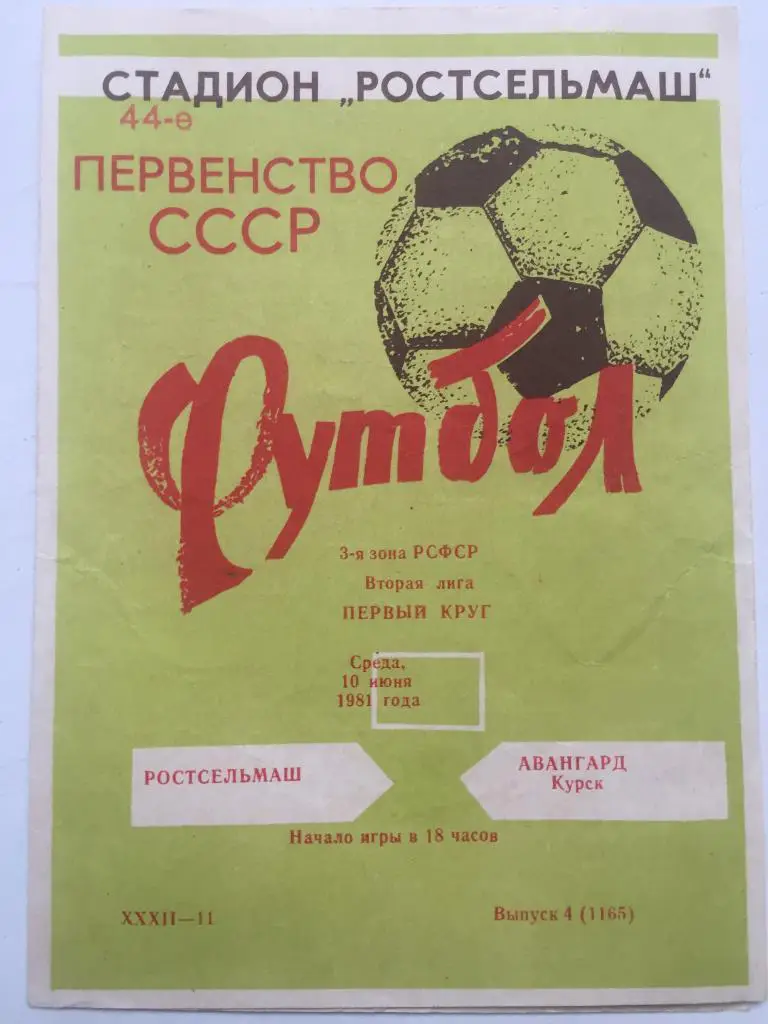 СТАДИОН „РОСТСЕЛЬМАШ“
44-е
ПЕРВЕНСТВО
СССР
Футбол
3-я зона РСФСР
Вторая лига
ПЕРВЫЙ КРУГ
Среда,
10 июня
1981 года
РОСТСЕЛЬМАШ
АВАНГАРД
Курск
Начало игры в 18 часов
XXXII—11
Выпуск 4 (1165)